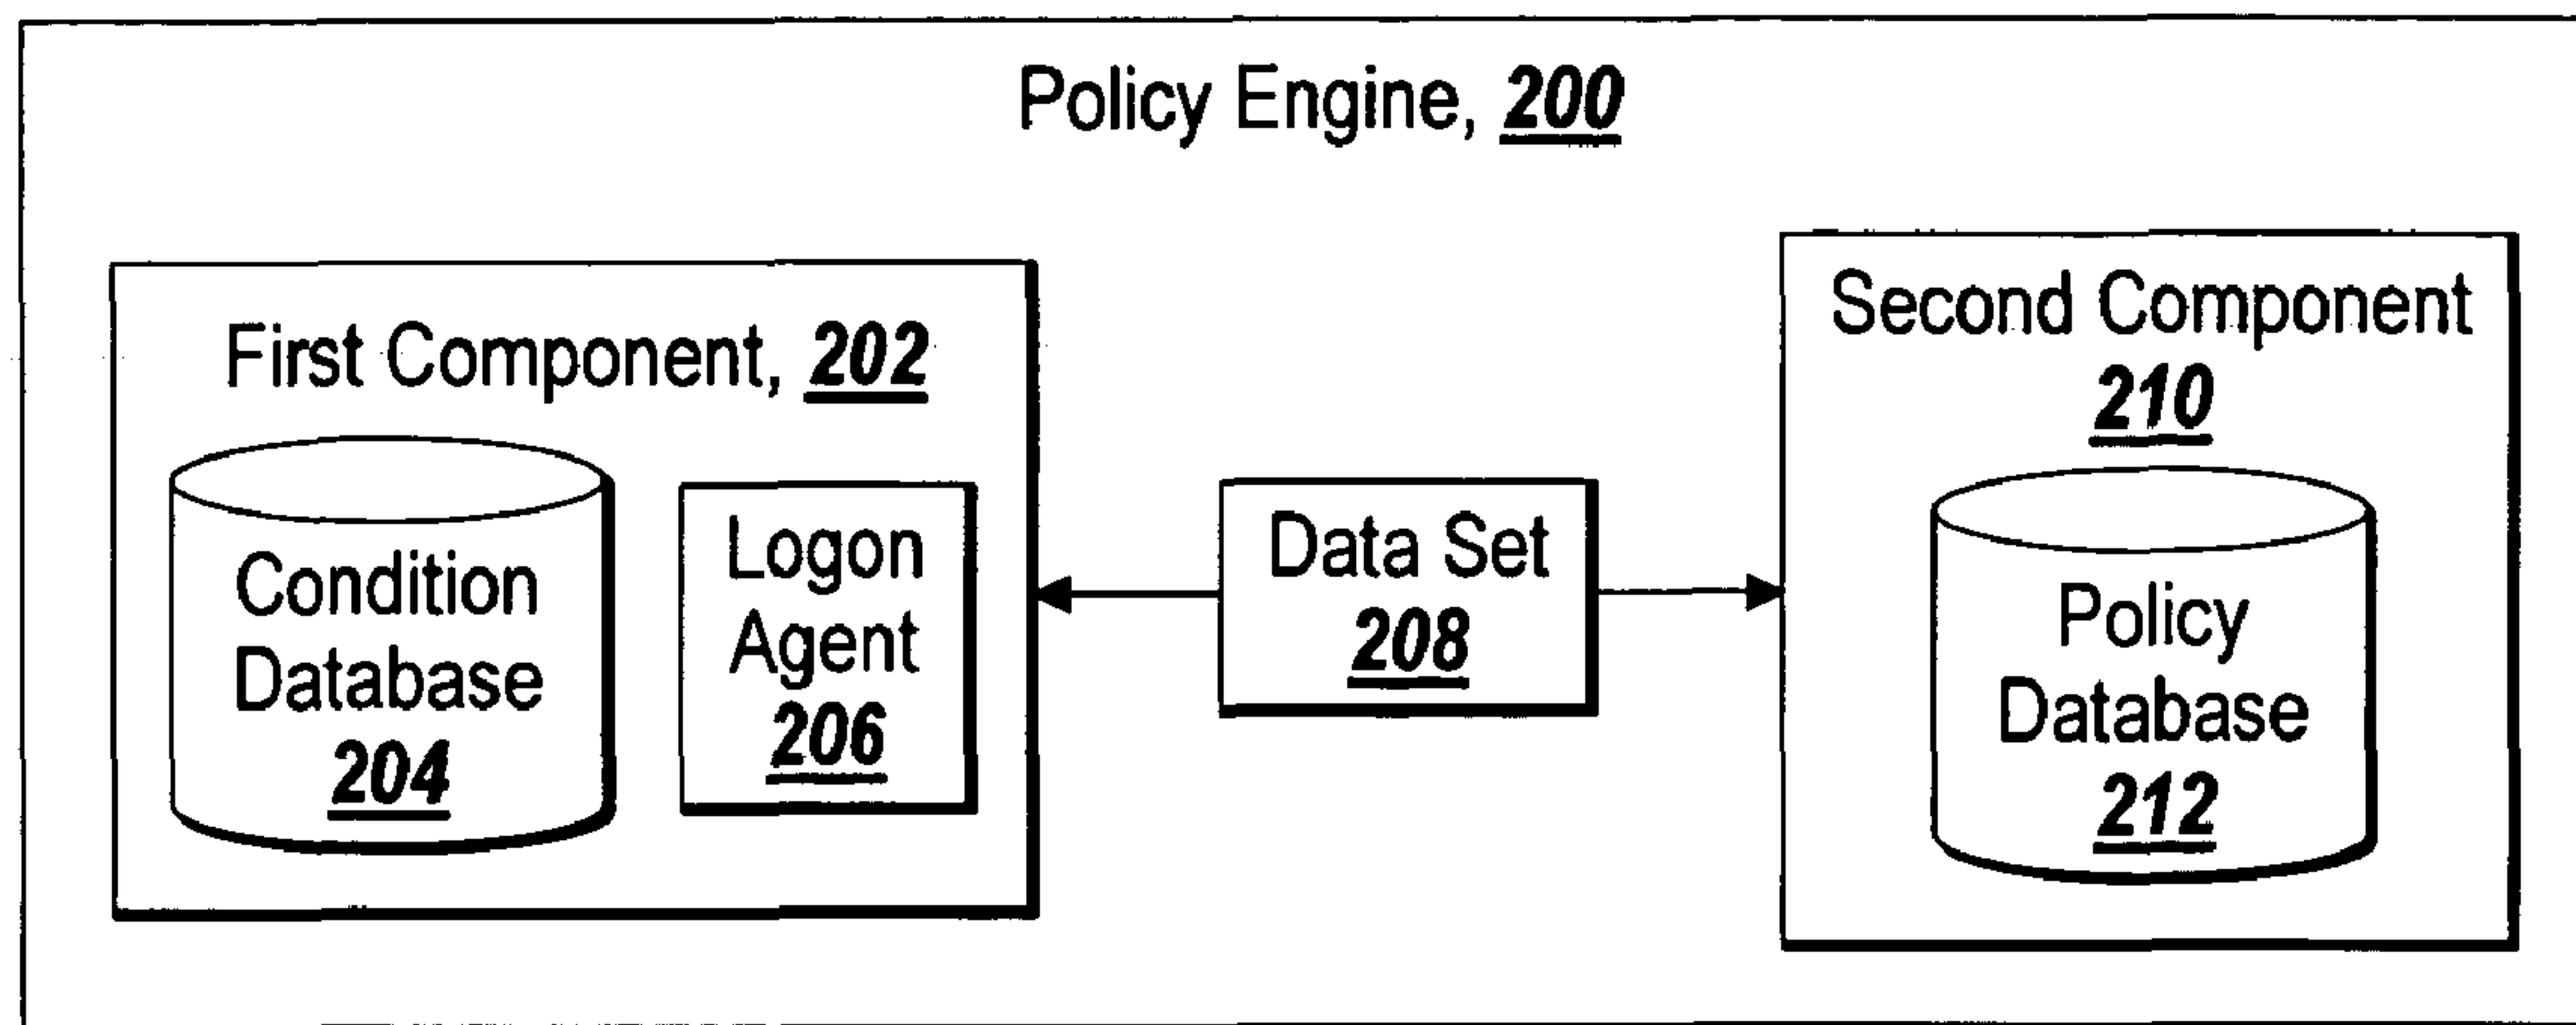 Policy Engine, 200
First Component, 202
Condition
Database
204
Logon
Agent
206
Data Set
208
Second Component
210
Policy
Database
212